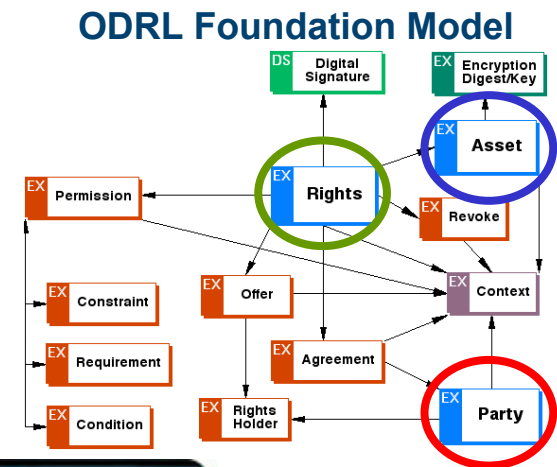 ODRL Foundation Model
DS Digital
Signature
EX Encryption
Digest/Key
EX Asset
EX Rights
EX Permission
EX Revoke
EX Context
EX Offer
EX Constraint
EX Agreement
EX Requirement
EX Party
EX Rights
Holder
EX Condition